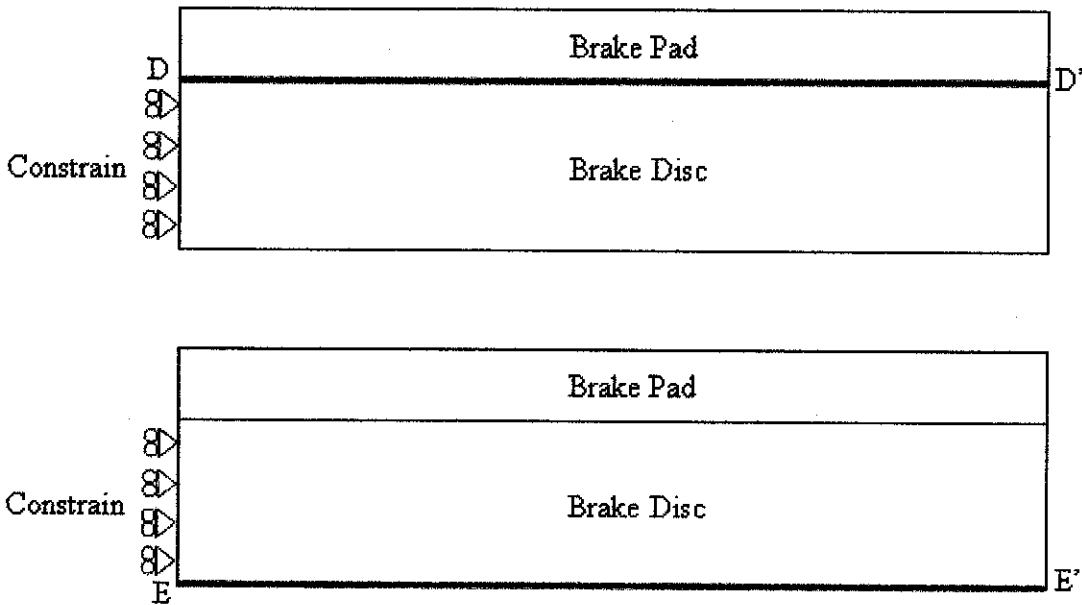 Brake Pad
D
D'
Constrain
Brake Disc
Brake Pad
Constrain
Brake Disc
E
E'